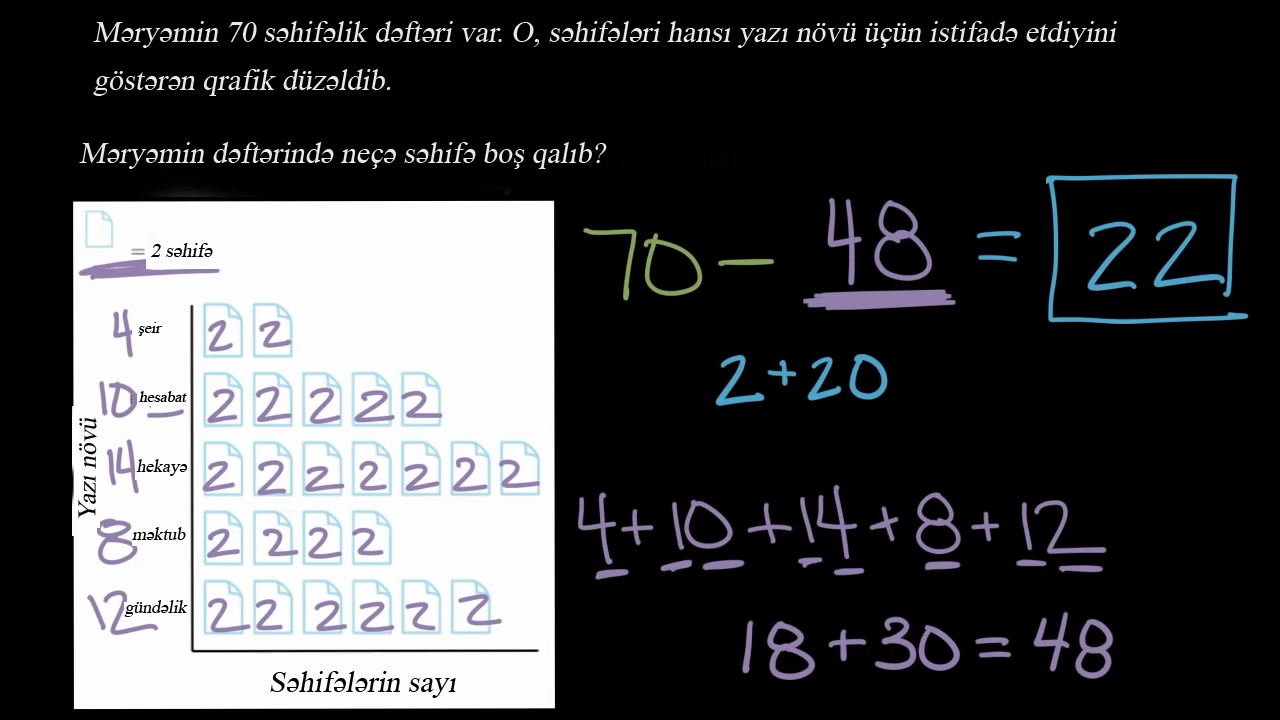 Məryəmin 70 səhifəlik dəftəri var. O, səhifələri hansı yazı növü üçün istifadə etdiyini
göstərən qrafik düzəldib.
Məryəmin dəftərində neçə səhifə boş qalıb?
= 2 səhifə
Yazı növü
4 şeir 2 2
10 hesabat 2 2 2 2 2
14 hekayə 2 2 2 2 2 2 2
8 məktub 2 2 2 2
12 gündəlik 2 2 2 2 2 2
Səhifələrin sayı
70 - 48 = 22
2 + 20
4 + 10 + 14 + 8 + 12
18 + 30 = 48